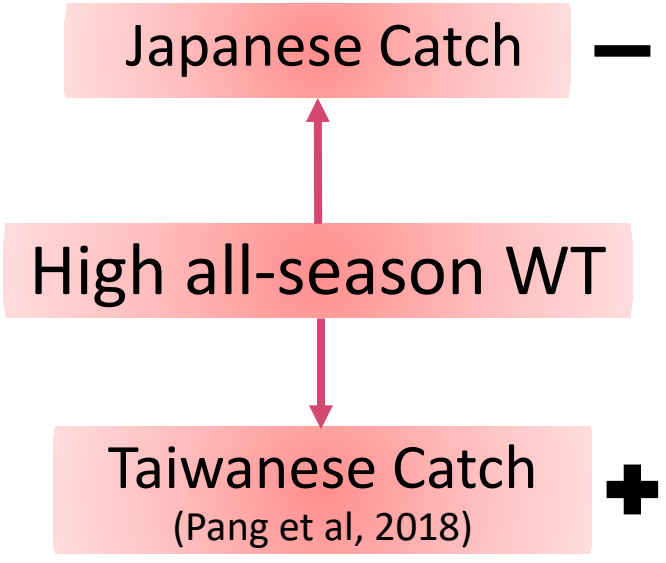 Japanese Catch −
High all-season WT
Taiwanese Catch
(Pang et al, 2018) +